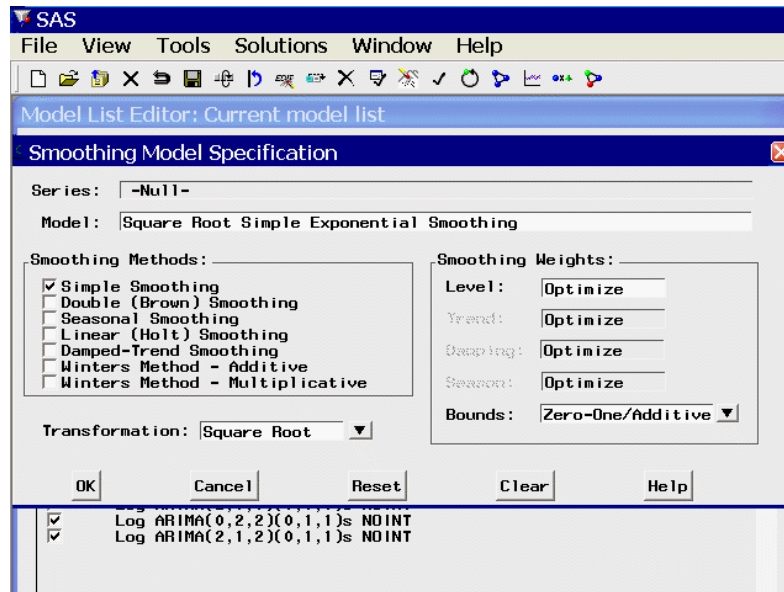 SAS
File View Tools Solutions Window Help
Model List Editor: Current model list
Smoothing Model Specification
Series: -Null-
Model: Square Root Simple Exponential Smoothing
Smoothing Methods:
Simple Smoothing
Double (Brown) Smoothing
Seasonal Smoothing
Linear (Holt) Smoothing
Damped-Trend Smoothing
Winters Method - Additive
Winters Method - Multiplicative
Transformation: Square Root
Smoothing Weights:
Level: Optimize
Trend: Optimize
Damping: Optimize
Season: Optimize
Bounds: Zero-One/Additive
OK Cancel Reset Clear Help
Log ARIMA(0,2,2)(0,1,1)s NOINT
Log ARIMA(2,1,2)(0,1,1)s NOINT